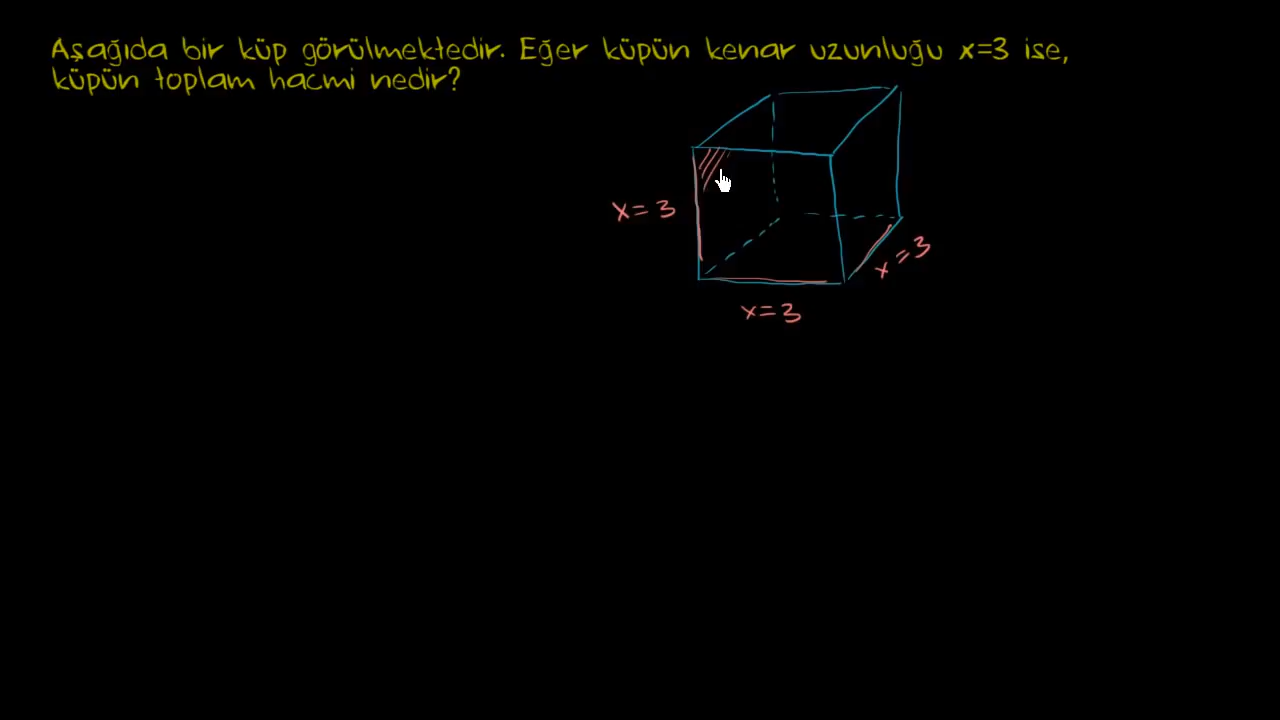 Aşağıda bir küp görülmektedir. Eğer küpün kenar uzunluğu x=3 ise,
küpün toplam hacmi nedir?
x=3
x=3
x=3